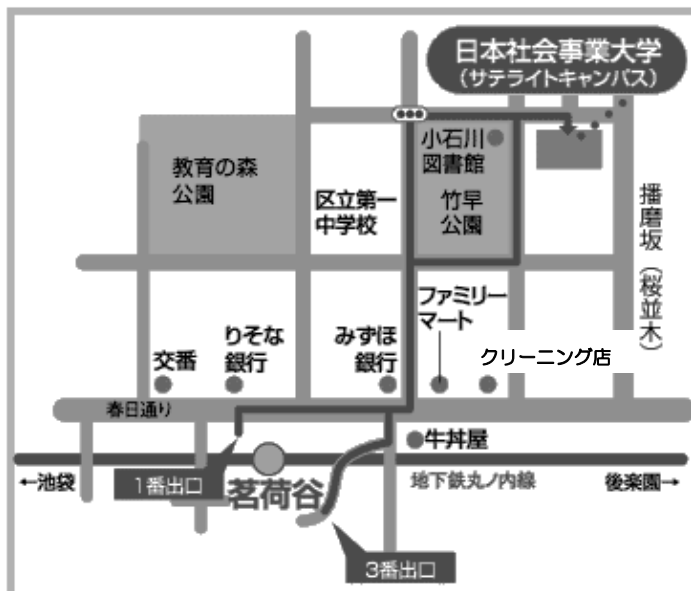 日本社会事業大学
（サテライトキャンパス）
小石川
図書館
教育の森
公園
区立第一
中学校
竹早
公園
播磨坂（桜並木）
ファミリー
マート
りそな
銀行
みずほ
銀行
クリーニング店
交番
春日通り
牛丼屋
←池袋
1番出口
茗荷谷
地下鉄丸ノ内線
後楽園→
3番出口